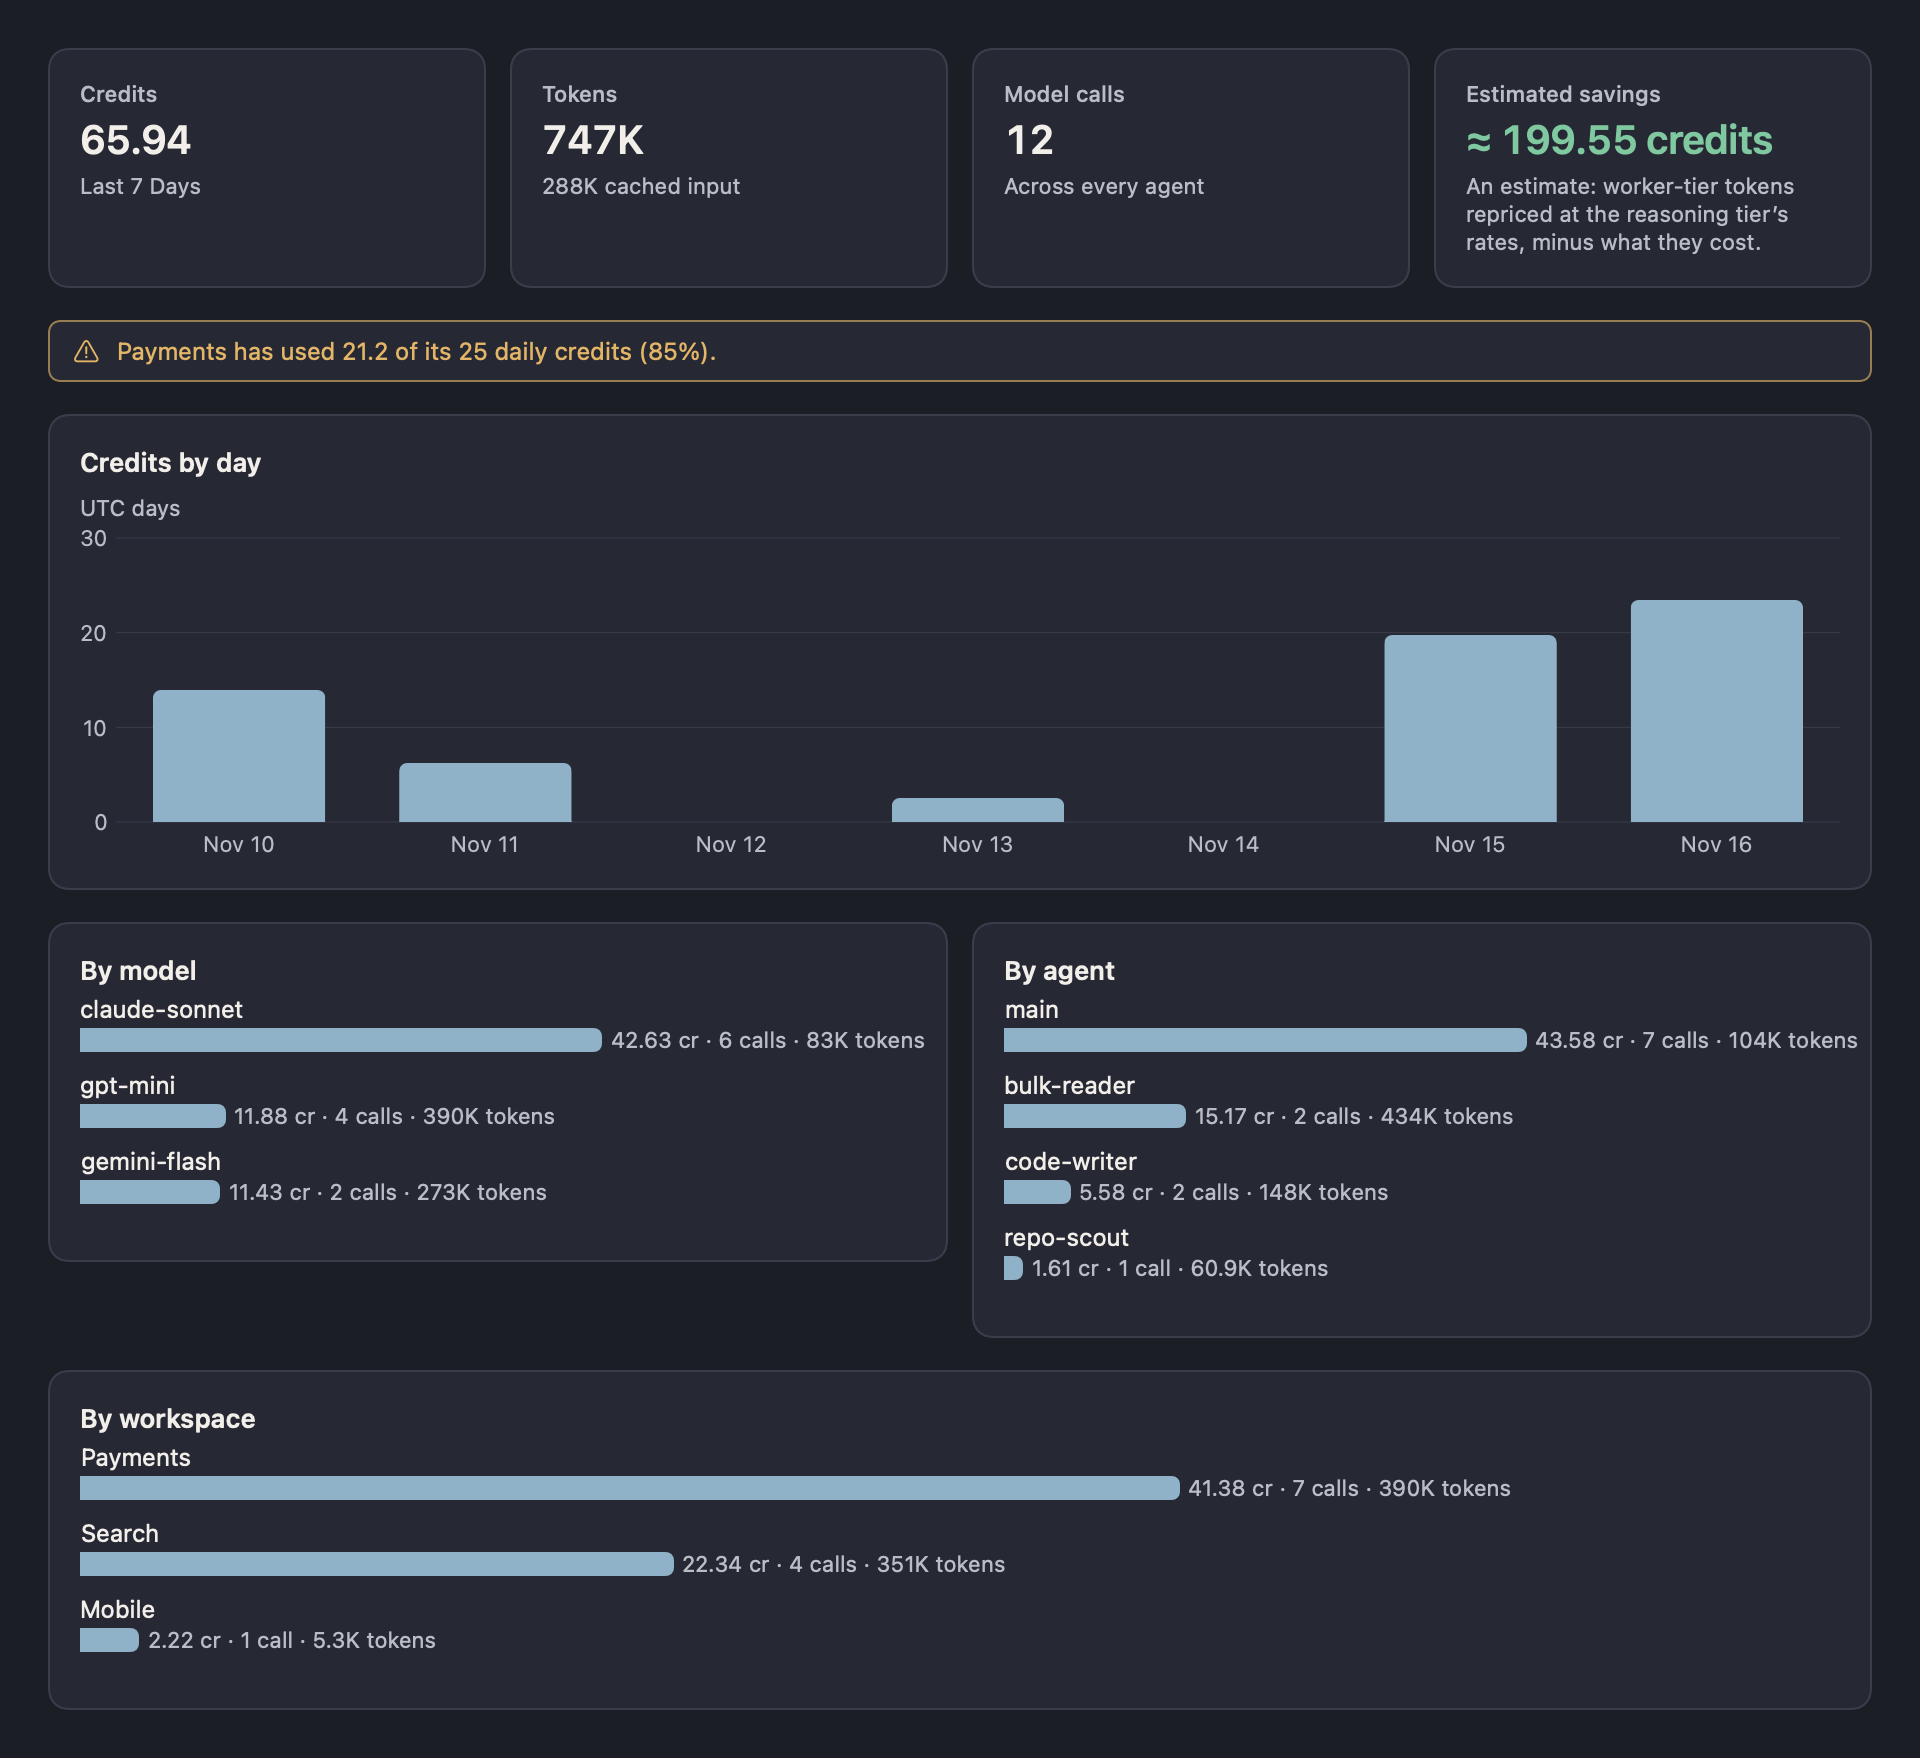 Credits
65.94
Last 7 Days
Tokens
747K
288K cached input
Model calls
12
Across every agent
Estimated savings
≈ 199.55 credits
An estimate: worker-tier tokens
repriced at the reasoning tier’s
rates, minus what they cost.
Payments has used 21.2 of its 25 daily credits (85%).
Credits by day
UTC days
30
20
10
0
Nov 10
Nov 11
Nov 12
Nov 13
Nov 14
Nov 15
Nov 16
By model
claude-sonnet
42.63 cr · 6 calls · 83K tokens
gpt-mini
11.88 cr · 4 calls · 390K tokens
gemini-flash
11.43 cr · 2 calls · 273K tokens
By agent
main
43.58 cr · 7 calls · 104K tokens
bulk-reader
15.17 cr · 2 calls · 434K tokens
code-writer
5.58 cr · 2 calls · 148K tokens
repo-scout
1.61 cr · 1 call · 60.9K tokens
By workspace
Payments
41.38 cr · 7 calls · 390K tokens
Search
22.34 cr · 4 calls · 351K tokens
Mobile
2.22 cr · 1 call · 5.3K tokens